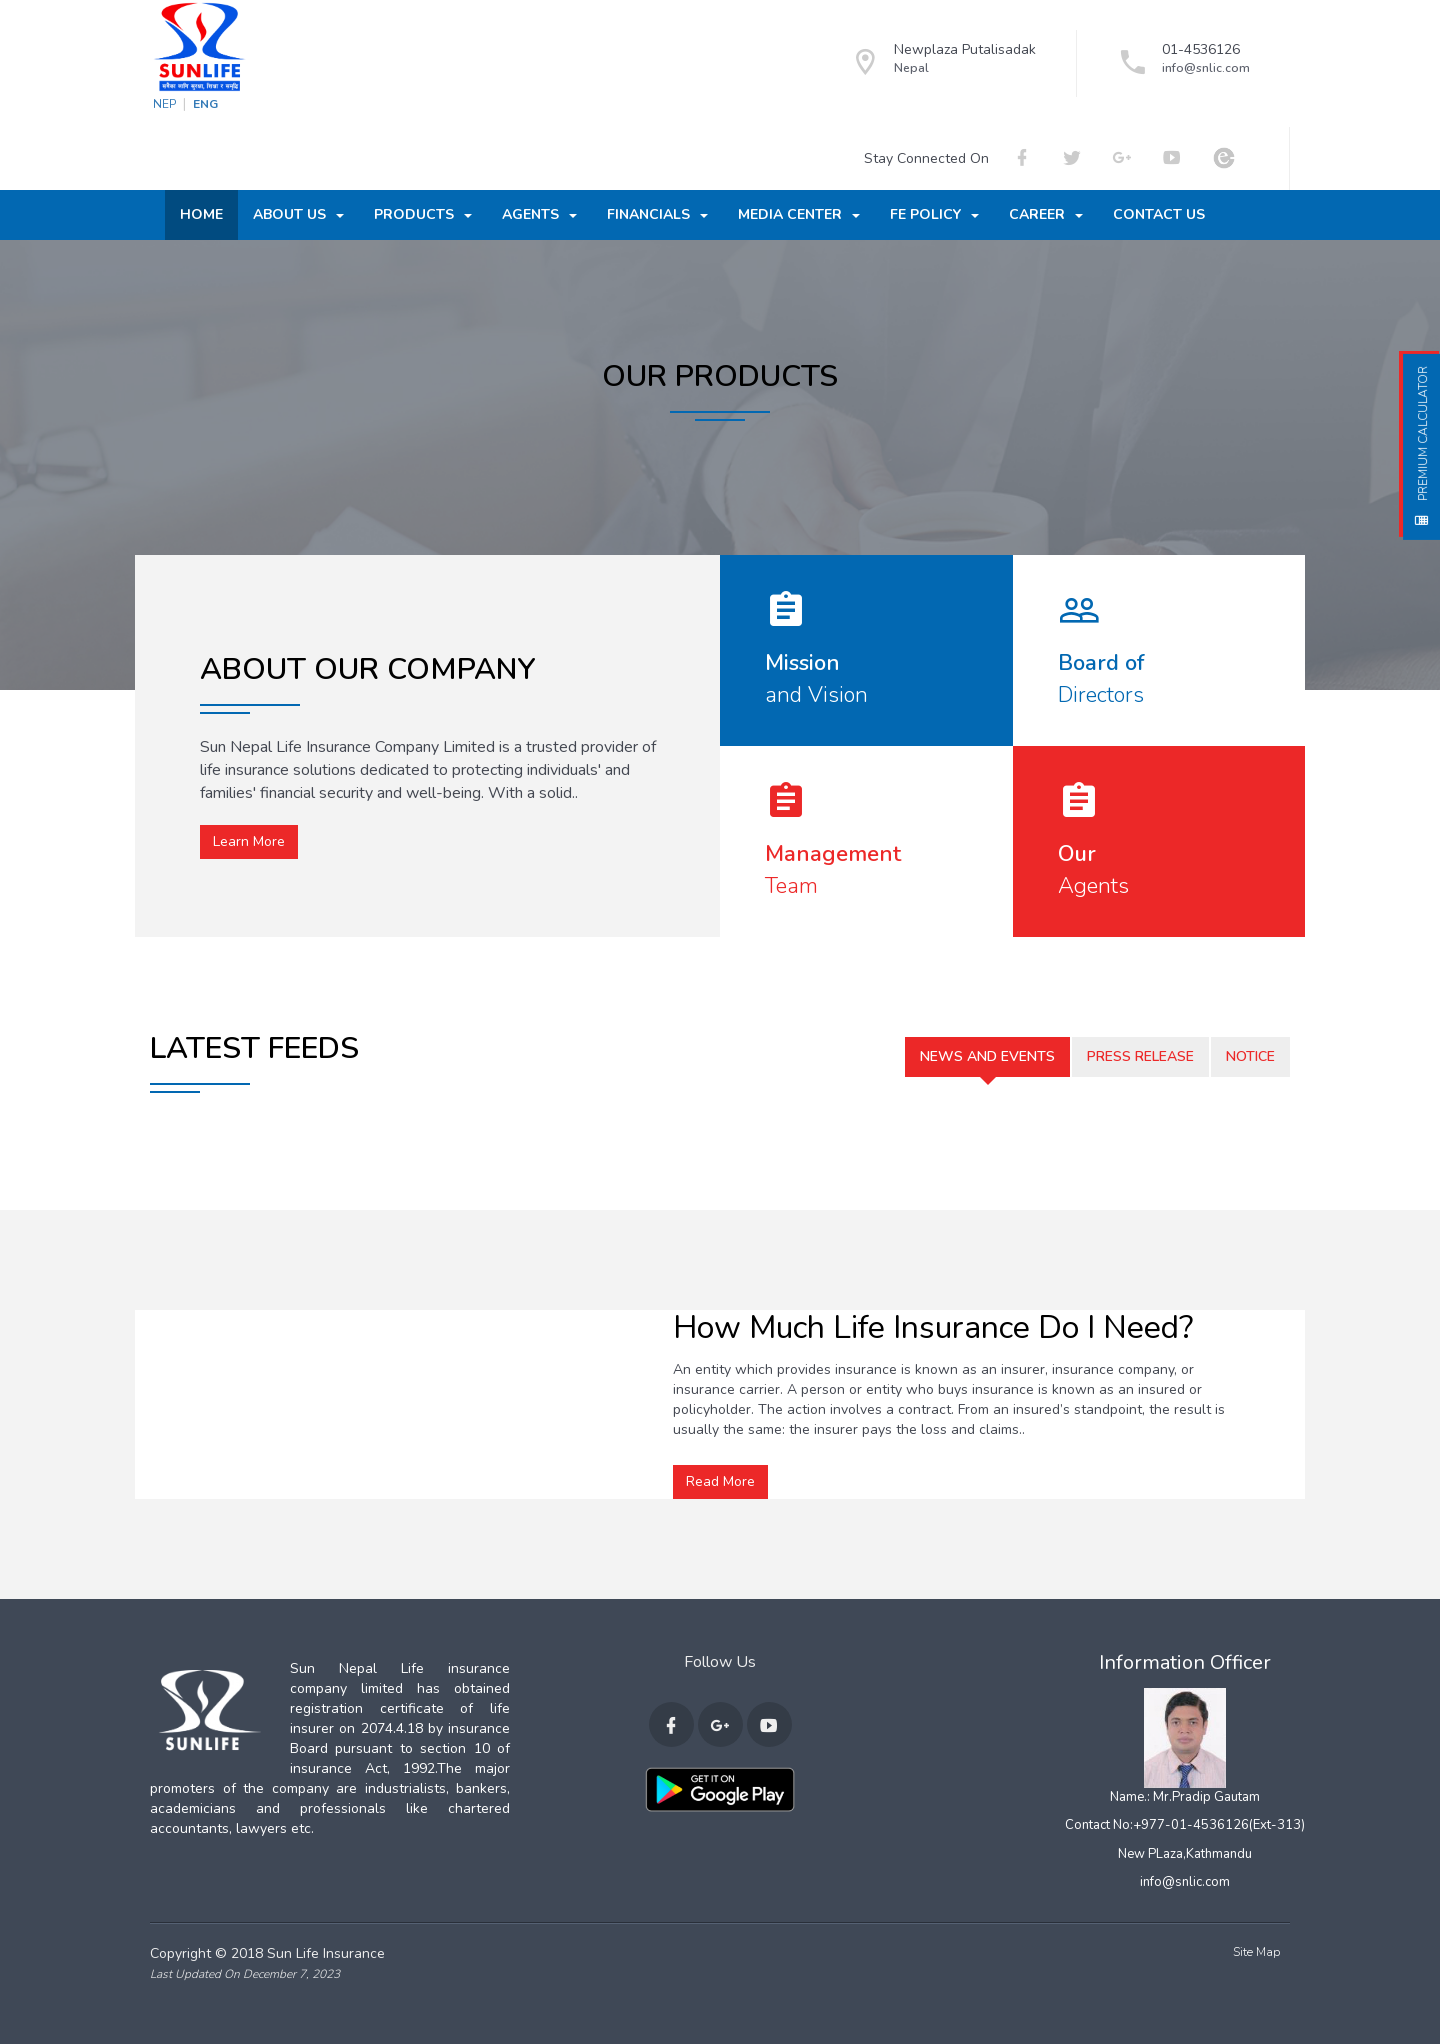 SUNLIFE
सबैका लागि सुरक्षा, शिक्षा र समृद्धि
NEP | ENG
Newplaza Putalisadak
Nepal
01-4536126
info@snlic.com
Stay Connected On
HOME ABOUT US PRODUCTS AGENTS FINANCIALS MEDIA CENTER FE POLICY CAREER CONTACT US
OUR PRODUCTS
PREMIUM CALCULATOR
ABOUT OUR COMPANY
Sun Nepal Life Insurance Company Limited is a trusted provider of
life insurance solutions dedicated to protecting individuals' and
families' financial security and well-being. With a solid..
Learn More
Mission
and Vision
Board of
Directors
Management
Team
Our
Agents
LATEST FEEDS
NEWS AND EVENTS PRESS RELEASE NOTICE
How Much Life Insurance Do I Need?
An entity which provides insurance is known as an insurer, insurance company, or
insurance carrier. A person or entity who buys insurance is known as an insured or
policyholder. The action involves a contract. From an insured's standpoint, the result is
usually the same: the insurer pays the loss and claims..
Read More
SUNLIFE
Sun Nepal Life insurance
company limited has obtained
registration certificate of life
insurer on 2074.4.18 by insurance
Board pursuant to section 10 of
insurance Act, 1992.The major
promoters of the company are industrialists, bankers,
academicians and professionals like chartered
accountants, lawyers etc.
Follow Us
GET IT ON
Google Play
Information Officer
Name.: Mr.Pradip Gautam
Contact No:+977-01-4536126(Ext-313)
New PLaza,Kathmandu
info@snlic.com
Copyright © 2018 Sun Life Insurance
Last Updated On December 7, 2023
Site Map